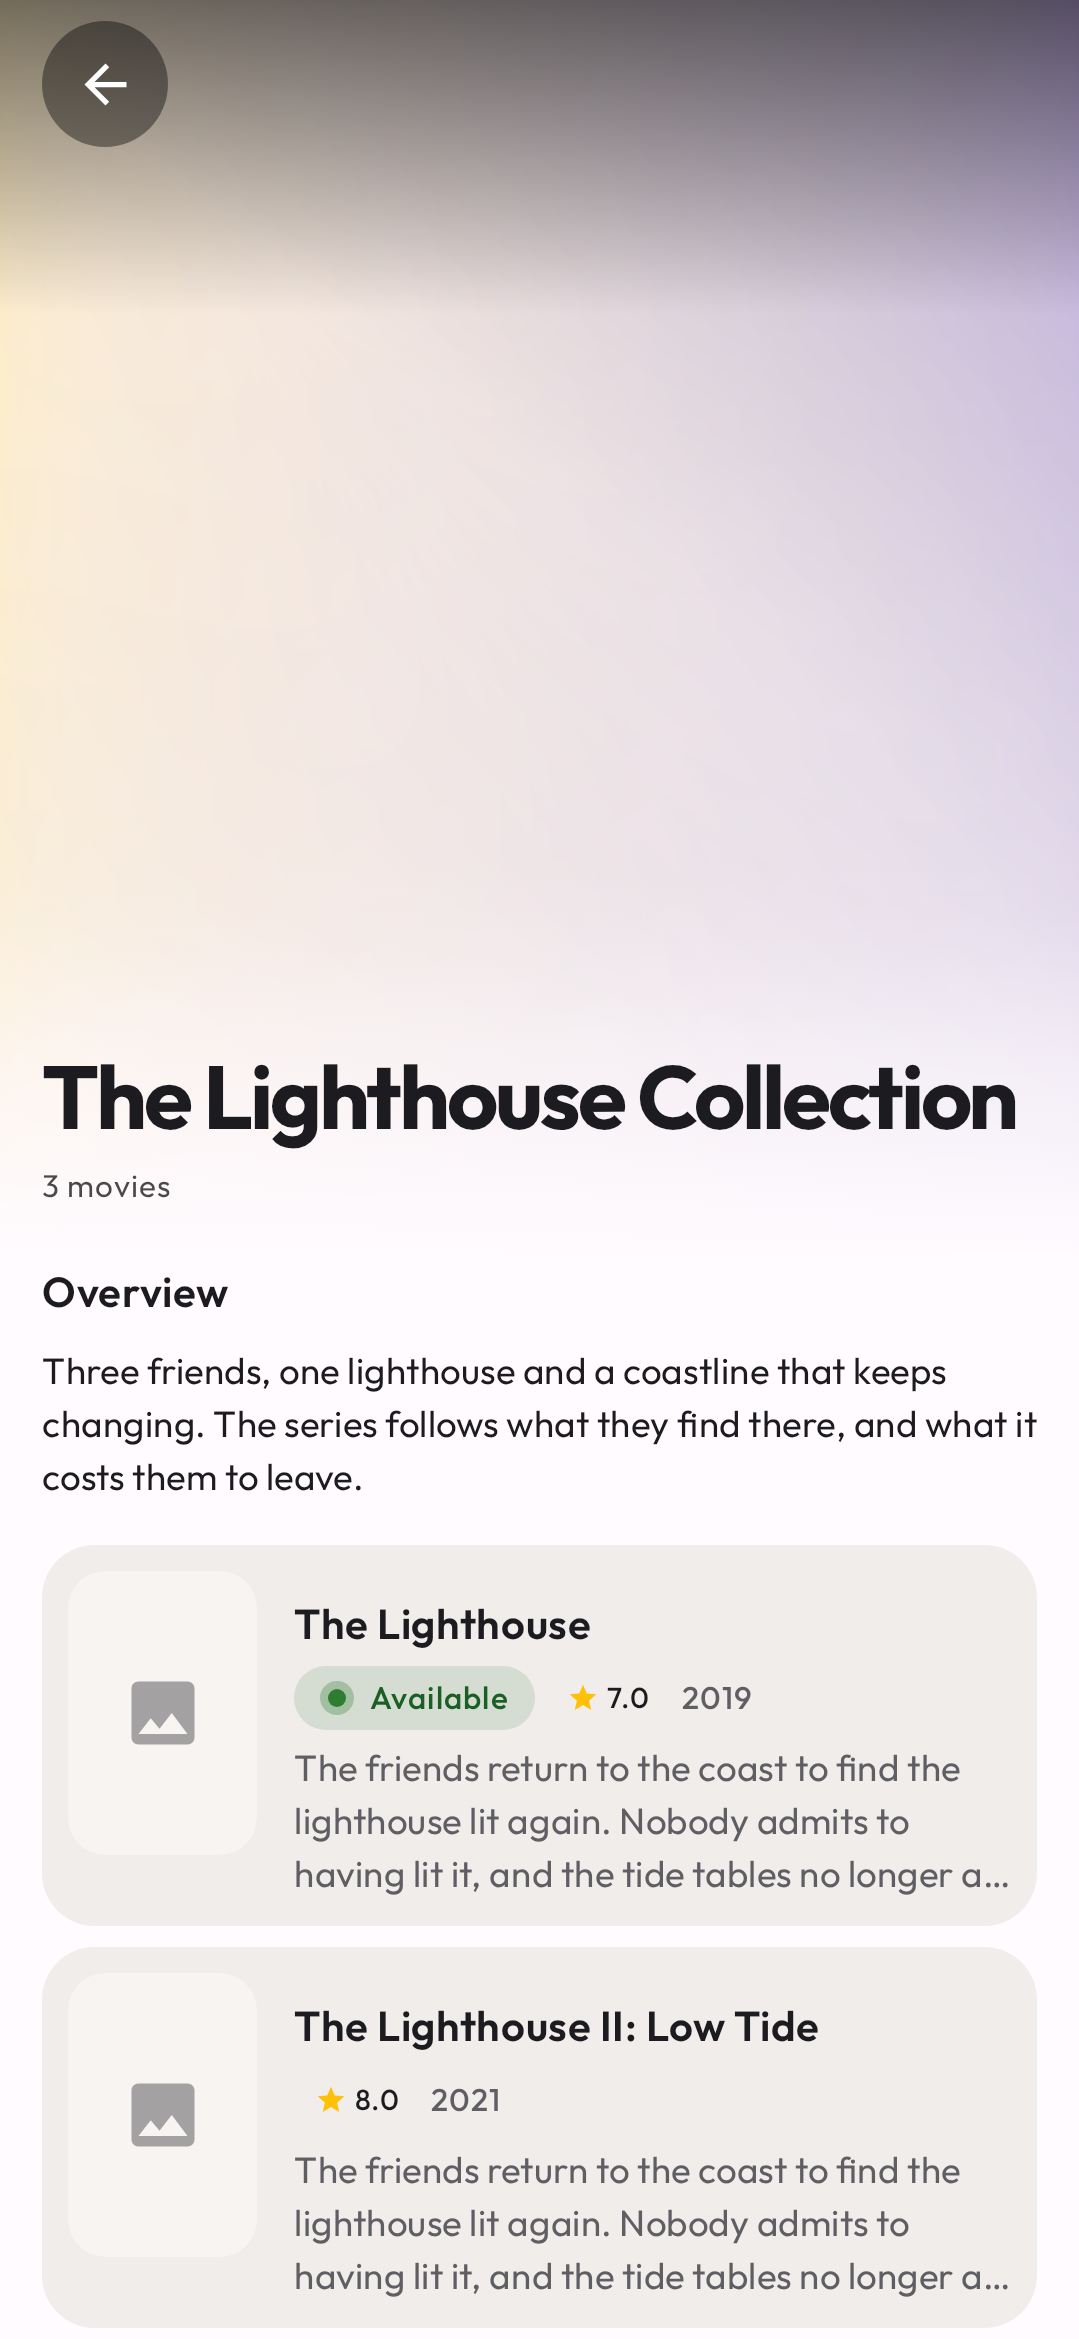 The Lighthouse Collection
3 movies
Overview
Three friends, one lighthouse and a coastline that keeps
changing. The series follows what they find there, and what it
costs them to leave.
The Lighthouse
Available 7.0 2019
The friends return to the coast to find the
lighthouse lit again. Nobody admits to
having lit it, and the tide tables no longer a…
The Lighthouse II: Low Tide
8.0 2021
The friends return to the coast to find the
lighthouse lit again. Nobody admits to
having lit it, and the tide tables no longer a…